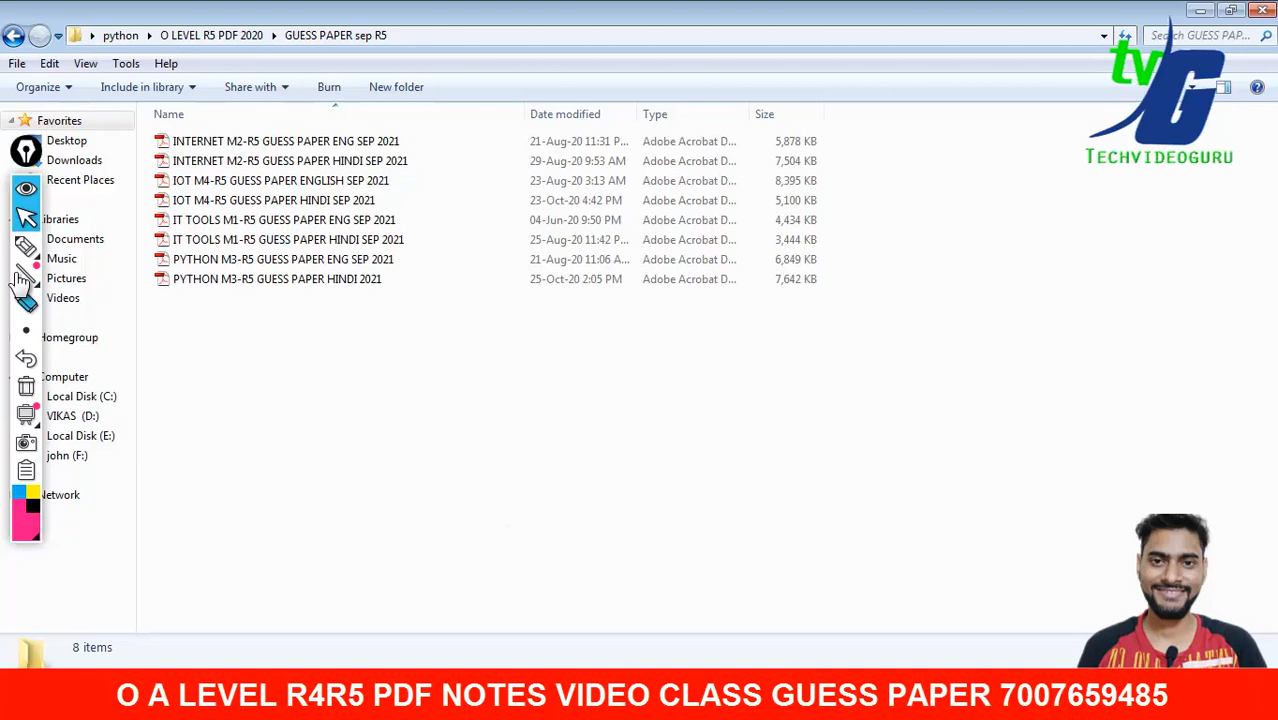 python ▸ O LEVEL R5 PDF 2020 ▸ GUESS PAPER sep R5
Search GUESS PAP...
File Edit View Tools Help
Organize Include in library Share with Burn New folder
tv G
TECHVIDEOGURU
Name Date modified Type Size
Favorites
Desktop
Downloads
Recent Places
Libraries
Documents
Music
Pictures
Videos
Homegroup
Computer
Local Disk (C:)
VIKAS (D:)
Local Disk (E:)
john (F:)
Network
INTERNET M2-R5 GUESS PAPER ENG SEP 2021 21-Aug-20 11:31 P... Adobe Acrobat D... 5,878 KB
INTERNET M2-R5 GUESS PAPER HINDI SEP 2021 29-Aug-20 9:53 AM Adobe Acrobat D... 7,504 KB
IOT M4-R5 GUESS PAPER ENGLISH SEP 2021 23-Aug-20 3:13 AM Adobe Acrobat D... 8,395 KB
IOT M4-R5 GUESS PAPER HINDI SEP 2021 23-Oct-20 4:42 PM Adobe Acrobat D... 5,100 KB
IT TOOLS M1-R5 GUESS PAPER ENG SEP 2021 04-Jun-20 9:50 PM Adobe Acrobat D... 4,434 KB
IT TOOLS M1-R5 GUESS PAPER HINDI SEP 2021 25-Aug-20 11:42 P... Adobe Acrobat D... 3,444 KB
PYTHON M3-R5 GUESS PAPER ENG SEP 2021 21-Aug-20 11:06 A... Adobe Acrobat D... 6,849 KB
PYTHON M3-R5 GUESS PAPER HINDI 2021 25-Oct-20 2:05 PM Adobe Acrobat D... 7,642 KB
8 items
O A LEVEL R4R5 PDF NOTES VIDEO CLASS GUESS PAPER 7007659485